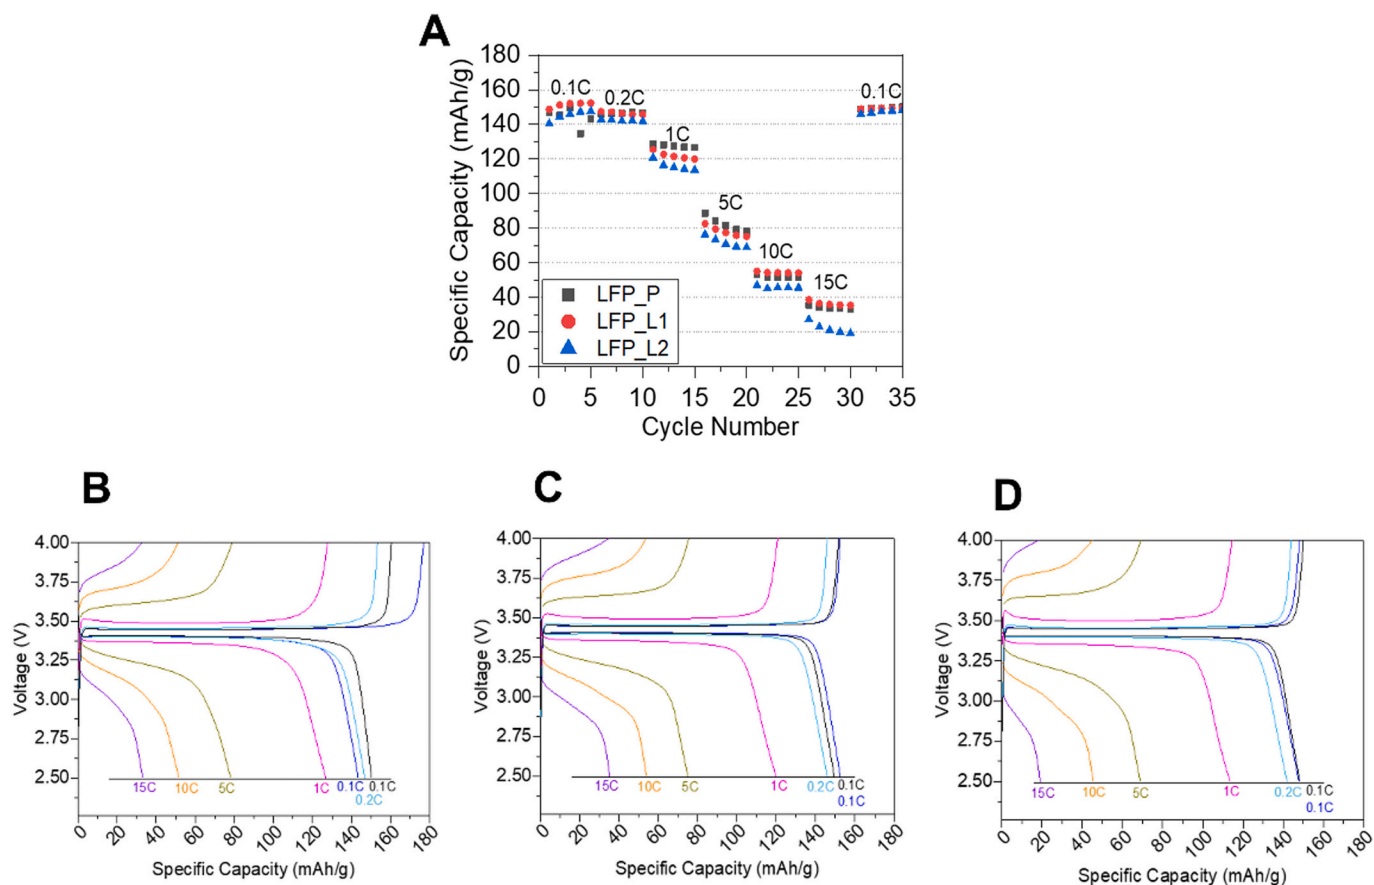 A
Specific Capacity (mAh/g)
180
160
140
120
100
80
60
40
20
0
0.1C
0.2C
1C
5C
10C
15C
0.1C
LFP_P
LFP_L1
LFP_L2
0 5 10 15 20 25 30 35
Cycle Number
B
Voltage (V)
4.00
3.75
3.50
3.25
3.00
2.75
2.50
15C 10C 5C 1C 0.1C 0.1C
0.2C
0 20 40 60 80 100 120 140 160 180
Specific Capacity (mAh/g)
C
Voltage (V)
4.00
3.75
3.50
3.25
3.00
2.75
2.50
15C 10C 5C 1C 0.2C 0.1C
0.1C
0 20 40 60 80 100 120 140 160 180
Specific Capacity (mAh/g)
D
Voltage (V)
4.00
3.75
3.50
3.25
3.00
2.75
2.50
15C 10C 5C 1C 0.2C 0.1C
0.1C
0 20 40 60 80 100 120 140 160 180
Specific Capacity (mAh/g)